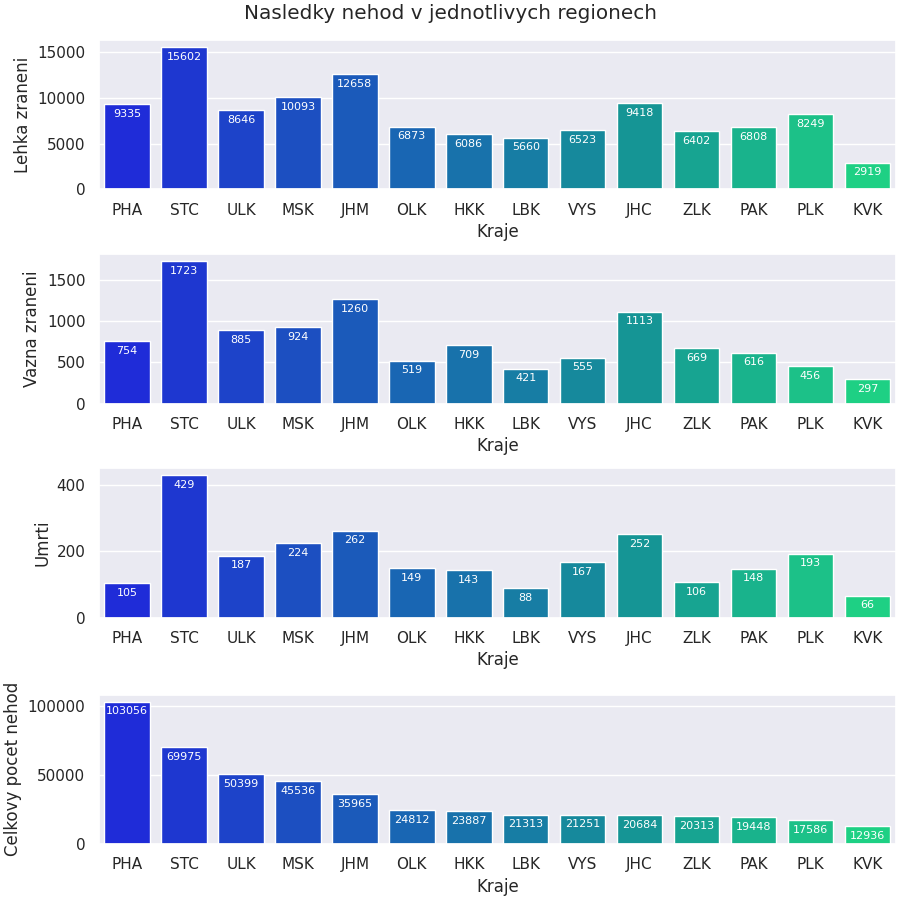 Nasledky nehod v jednotlivych regionech
Lehka zraneni
15000
10000
5000
0
9335 15602 8646 10093 12658 6873 6086 5660 6523 9418 6402 6808 8249 2919
PHA STC ULK MSK JHM OLK HKK LBK VYS JHC ZLK PAK PLK KVK
Kraje
Vazna zraneni
1500
1000
500
0
754 1723 885 924 1260 519 709 421 555 1113 669 616 456 297
PHA STC ULK MSK JHM OLK HKK LBK VYS JHC ZLK PAK PLK KVK
Kraje
Umrti
400
200
0
105 429 187 224 262 149 143 88 167 252 106 148 193 66
PHA STC ULK MSK JHM OLK HKK LBK VYS JHC ZLK PAK PLK KVK
Kraje
Celkovy pocet nehod
100000
50000
0
103056 69975 50399 45536 35965 24812 23887 21313 21251 20684 20313 19448 17586 12936
PHA STC ULK MSK JHM OLK HKK LBK VYS JHC ZLK PAK PLK KVK
Kraje